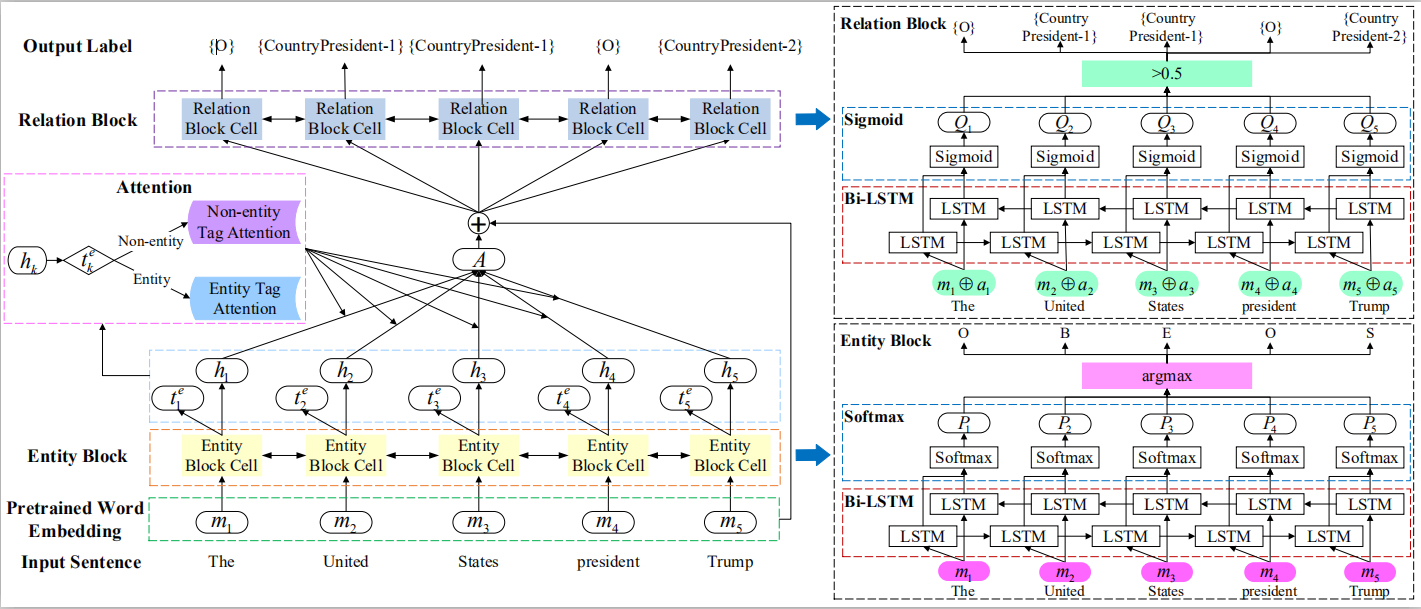 Output Label
{O}
{CountryPresident-1}
{CountryPresident-1}
{O}
{CountryPresident-2}
Relation Block
Relation
Block Cell
Relation
Block Cell
Relation
Block Cell
Relation
Block Cell
Relation
Block Cell
Attention
h_k
t_k^e
Non-entity
Entity
Non-entity
Tag Attention
Entity Tag
Attention
+
A
h_1
h_2
h_3
h_4
h_5
t_1^e
t_2^e
t_3^e
t_4^e
t_5^e
Entity Block
Entity
Block Cell
Entity
Block Cell
Entity
Block Cell
Entity
Block Cell
Entity
Block Cell
Pretrained Word
Embedding
m_1
m_2
m_3
m_4
m_5
Input Sentence
The
United
States
president
Trump
Relation Block
{O}
{Country
President-1}
{Country
President-1}
{O}
{Country
President-2}
>0.5
Sigmoid
Q_1
Q_2
Q_3
Q_4
Q_5
Sigmoid
Sigmoid
Sigmoid
Sigmoid
Sigmoid
Bi-LSTM
LSTM
LSTM
LSTM
LSTM
LSTM
LSTM
LSTM
LSTM
LSTM
LSTM
m_1 ⊕ a_1
m_2 ⊕ a_2
m_3 ⊕ a_3
m_4 ⊕ a_4
m_5 ⊕ a_5
The
United
States
president
Trump
Entity Block
O
B
E
O
S
argmax
Softmax
P_1
P_2
P_3
P_4
P_5
Softmax
Softmax
Softmax
Softmax
Softmax
Bi-LSTM
LSTM
LSTM
LSTM
LSTM
LSTM
LSTM
LSTM
LSTM
LSTM
LSTM
m_1
m_2
m_3
m_4
m_5
The
United
States
president
Trump